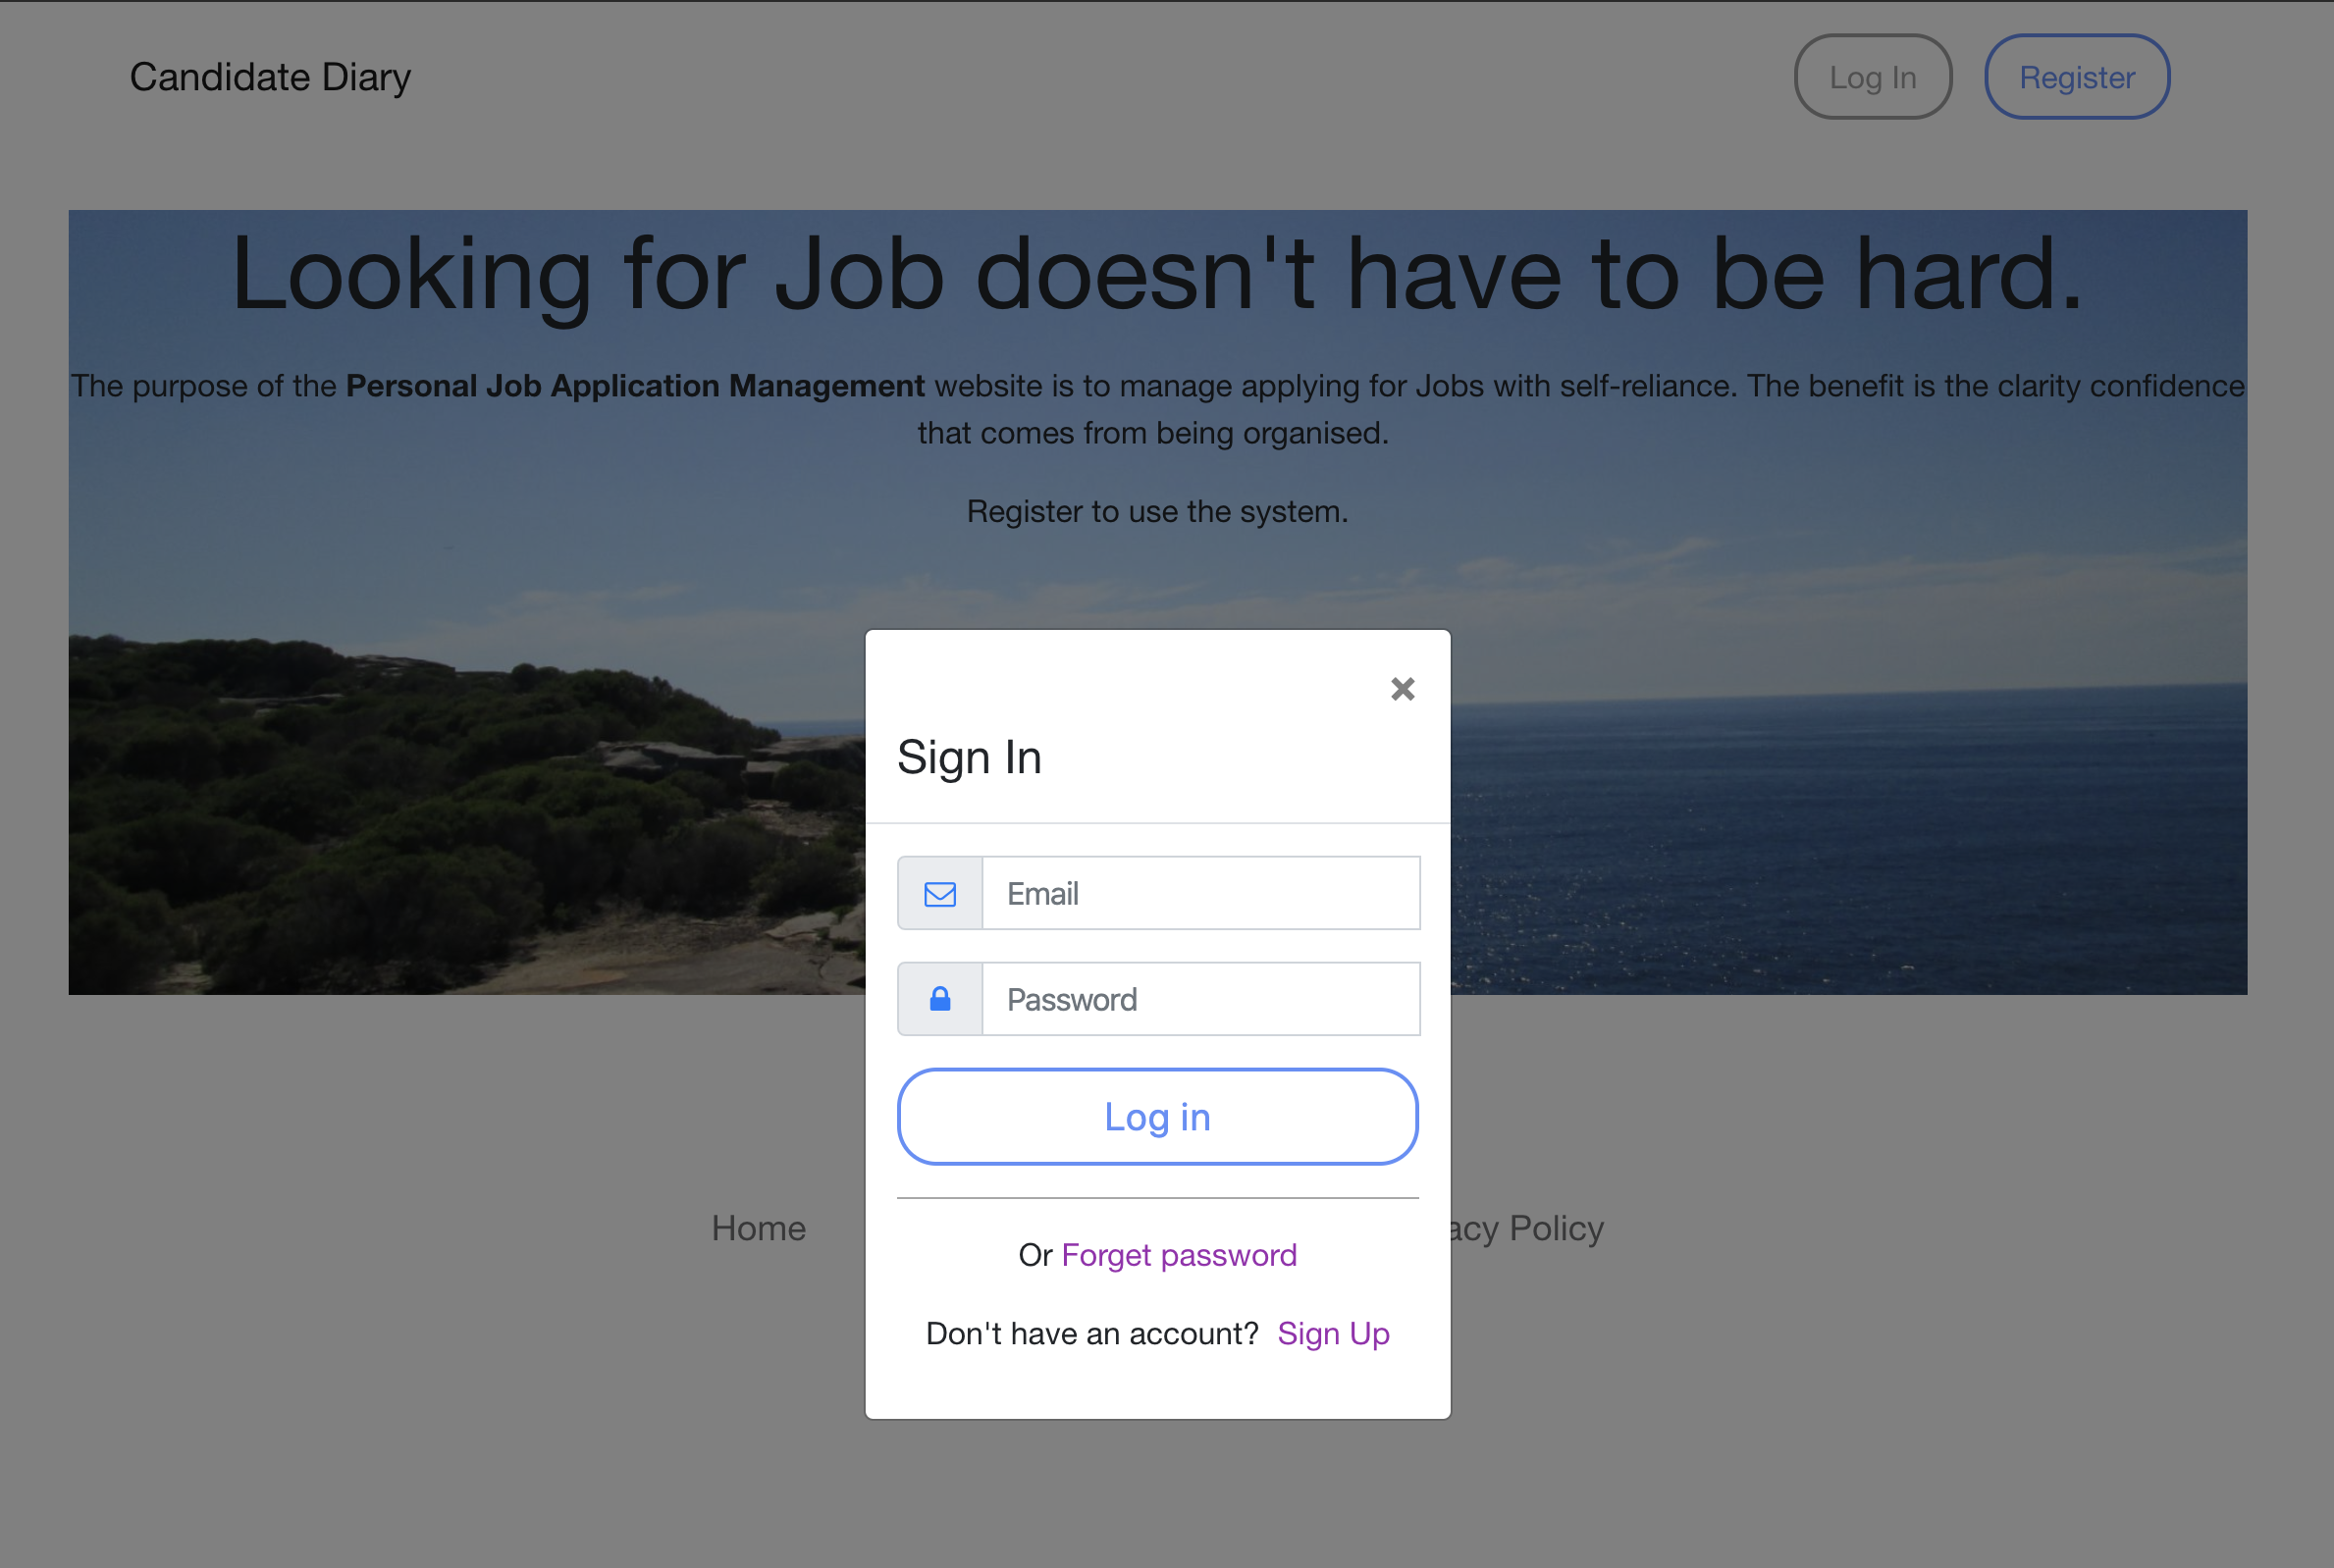 Candidate Diary
Log In
Register
Looking for Job doesn't have to be hard.
The purpose of the Personal Job Application Management website is to manage applying for Jobs with self-reliance. The benefit is the clarity confidence
that comes from being organised.
Register to use the system.
Sign In
Email
Password
Log in
Home
acy Policy
Or Forget password
Don't have an account? Sign Up